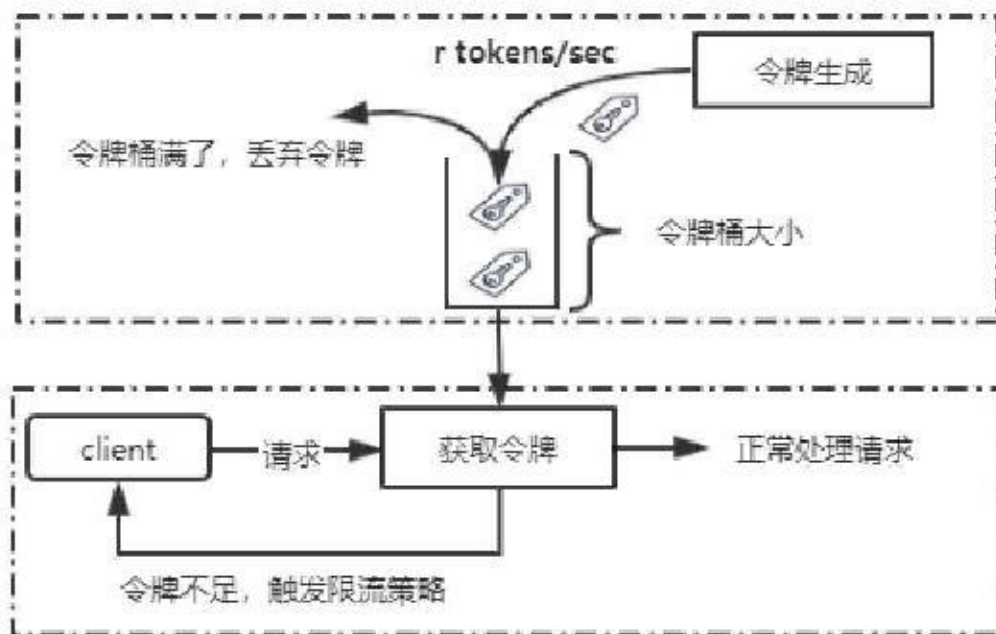 r tokens/sec
令牌生成
令牌桶满了，丢弃令牌
令牌桶大小
client
请求
获取令牌
正常处理请求
令牌不足，触发限流策略